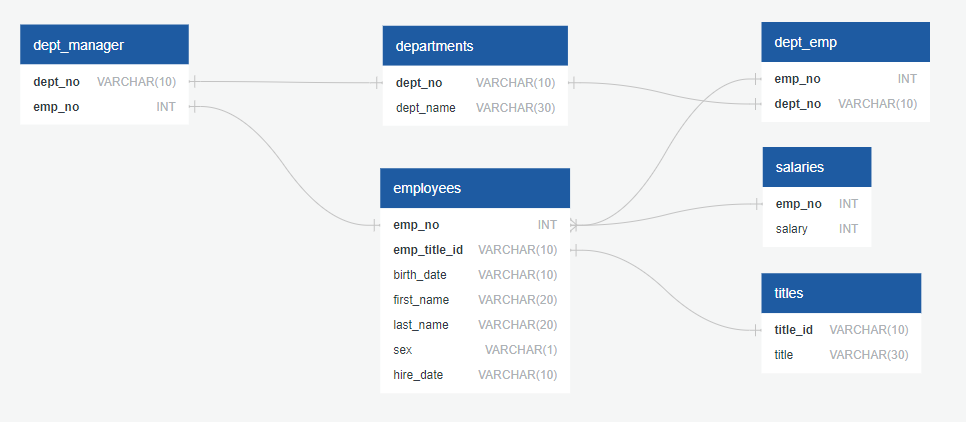 dept_manager
dept_no VARCHAR(10)
emp_no INT
departments
dept_no VARCHAR(10)
dept_name VARCHAR(30)
dept_emp
emp_no INT
dept_no VARCHAR(10)
employees
emp_no INT
emp_title_id VARCHAR(10)
birth_date VARCHAR(10)
first_name VARCHAR(20)
last_name VARCHAR(20)
sex VARCHAR(1)
hire_date VARCHAR(10)
salaries
emp_no INT
salary INT
titles
title_id VARCHAR(10)
title VARCHAR(30)